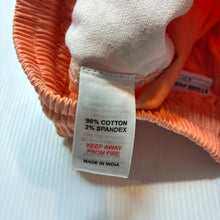 98% COTTON
2% SPANDEX
KEEP AWAY
FROM FIRE
MADE IN INDIA